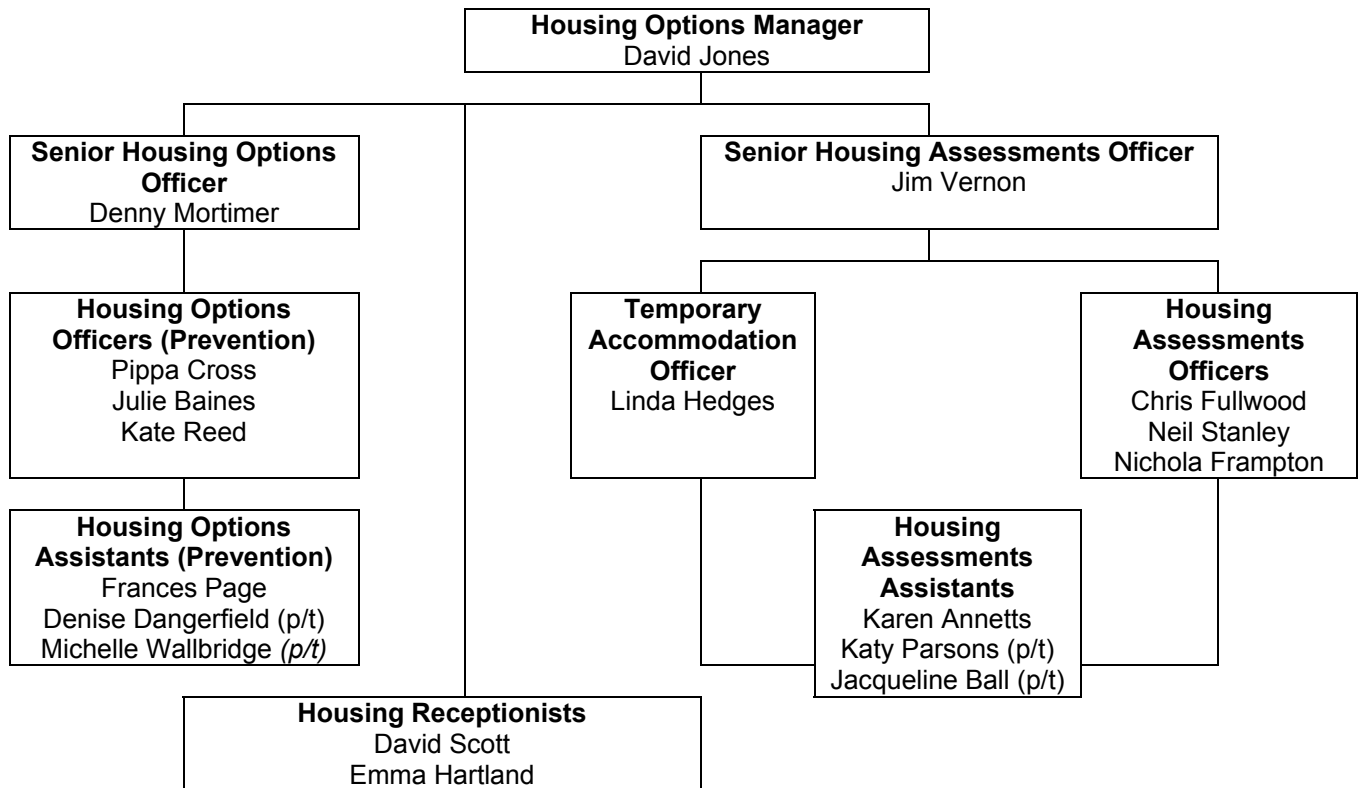 Housing Options Manager
David Jones
Senior Housing Options
Officer
Denny Mortimer
Senior Housing Assessments Officer
Jim Vernon
Housing Options
Officers (Prevention)
Pippa Cross
Julie Baines
Kate Reed
Temporary
Accommodation
Officer
Linda Hedges
Housing
Assessments
Officers
Chris Fullwood
Neil Stanley
Nichola Frampton
Housing Options
Assistants (Prevention)
Frances Page
Denise Dangerfield (p/t)
Michelle Wallbridge (p/t)
Housing
Assessments
Assistants
Karen Annetts
Katy Parsons (p/t)
Jacqueline Ball (p/t)
Housing Receptionists
David Scott
Emma Hartland